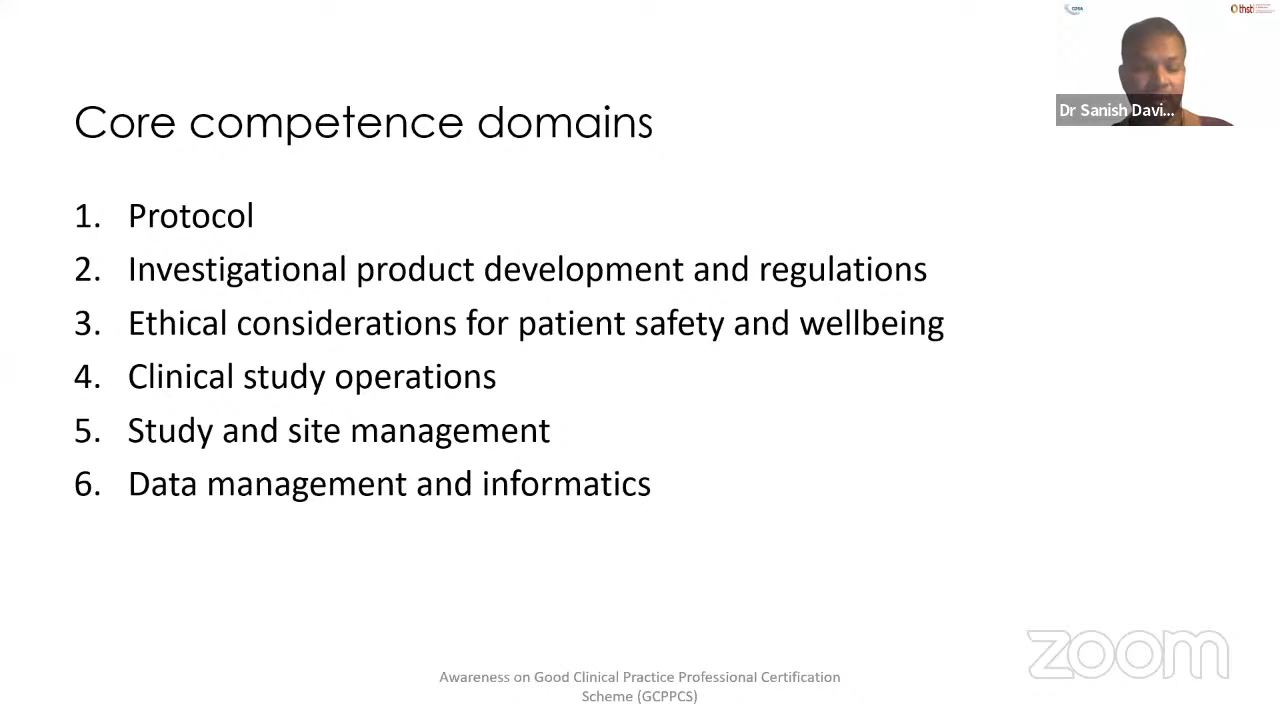 thsti
Dr Sanish Davi...
Core competence domains
1. Protocol
2. Investigational product development and regulations
3. Ethical considerations for patient safety and wellbeing
4. Clinical study operations
5. Study and site management
6. Data management and informatics
zoom
Awareness on Good Clinical Practice Professional Certification
Scheme (GCPPCS)